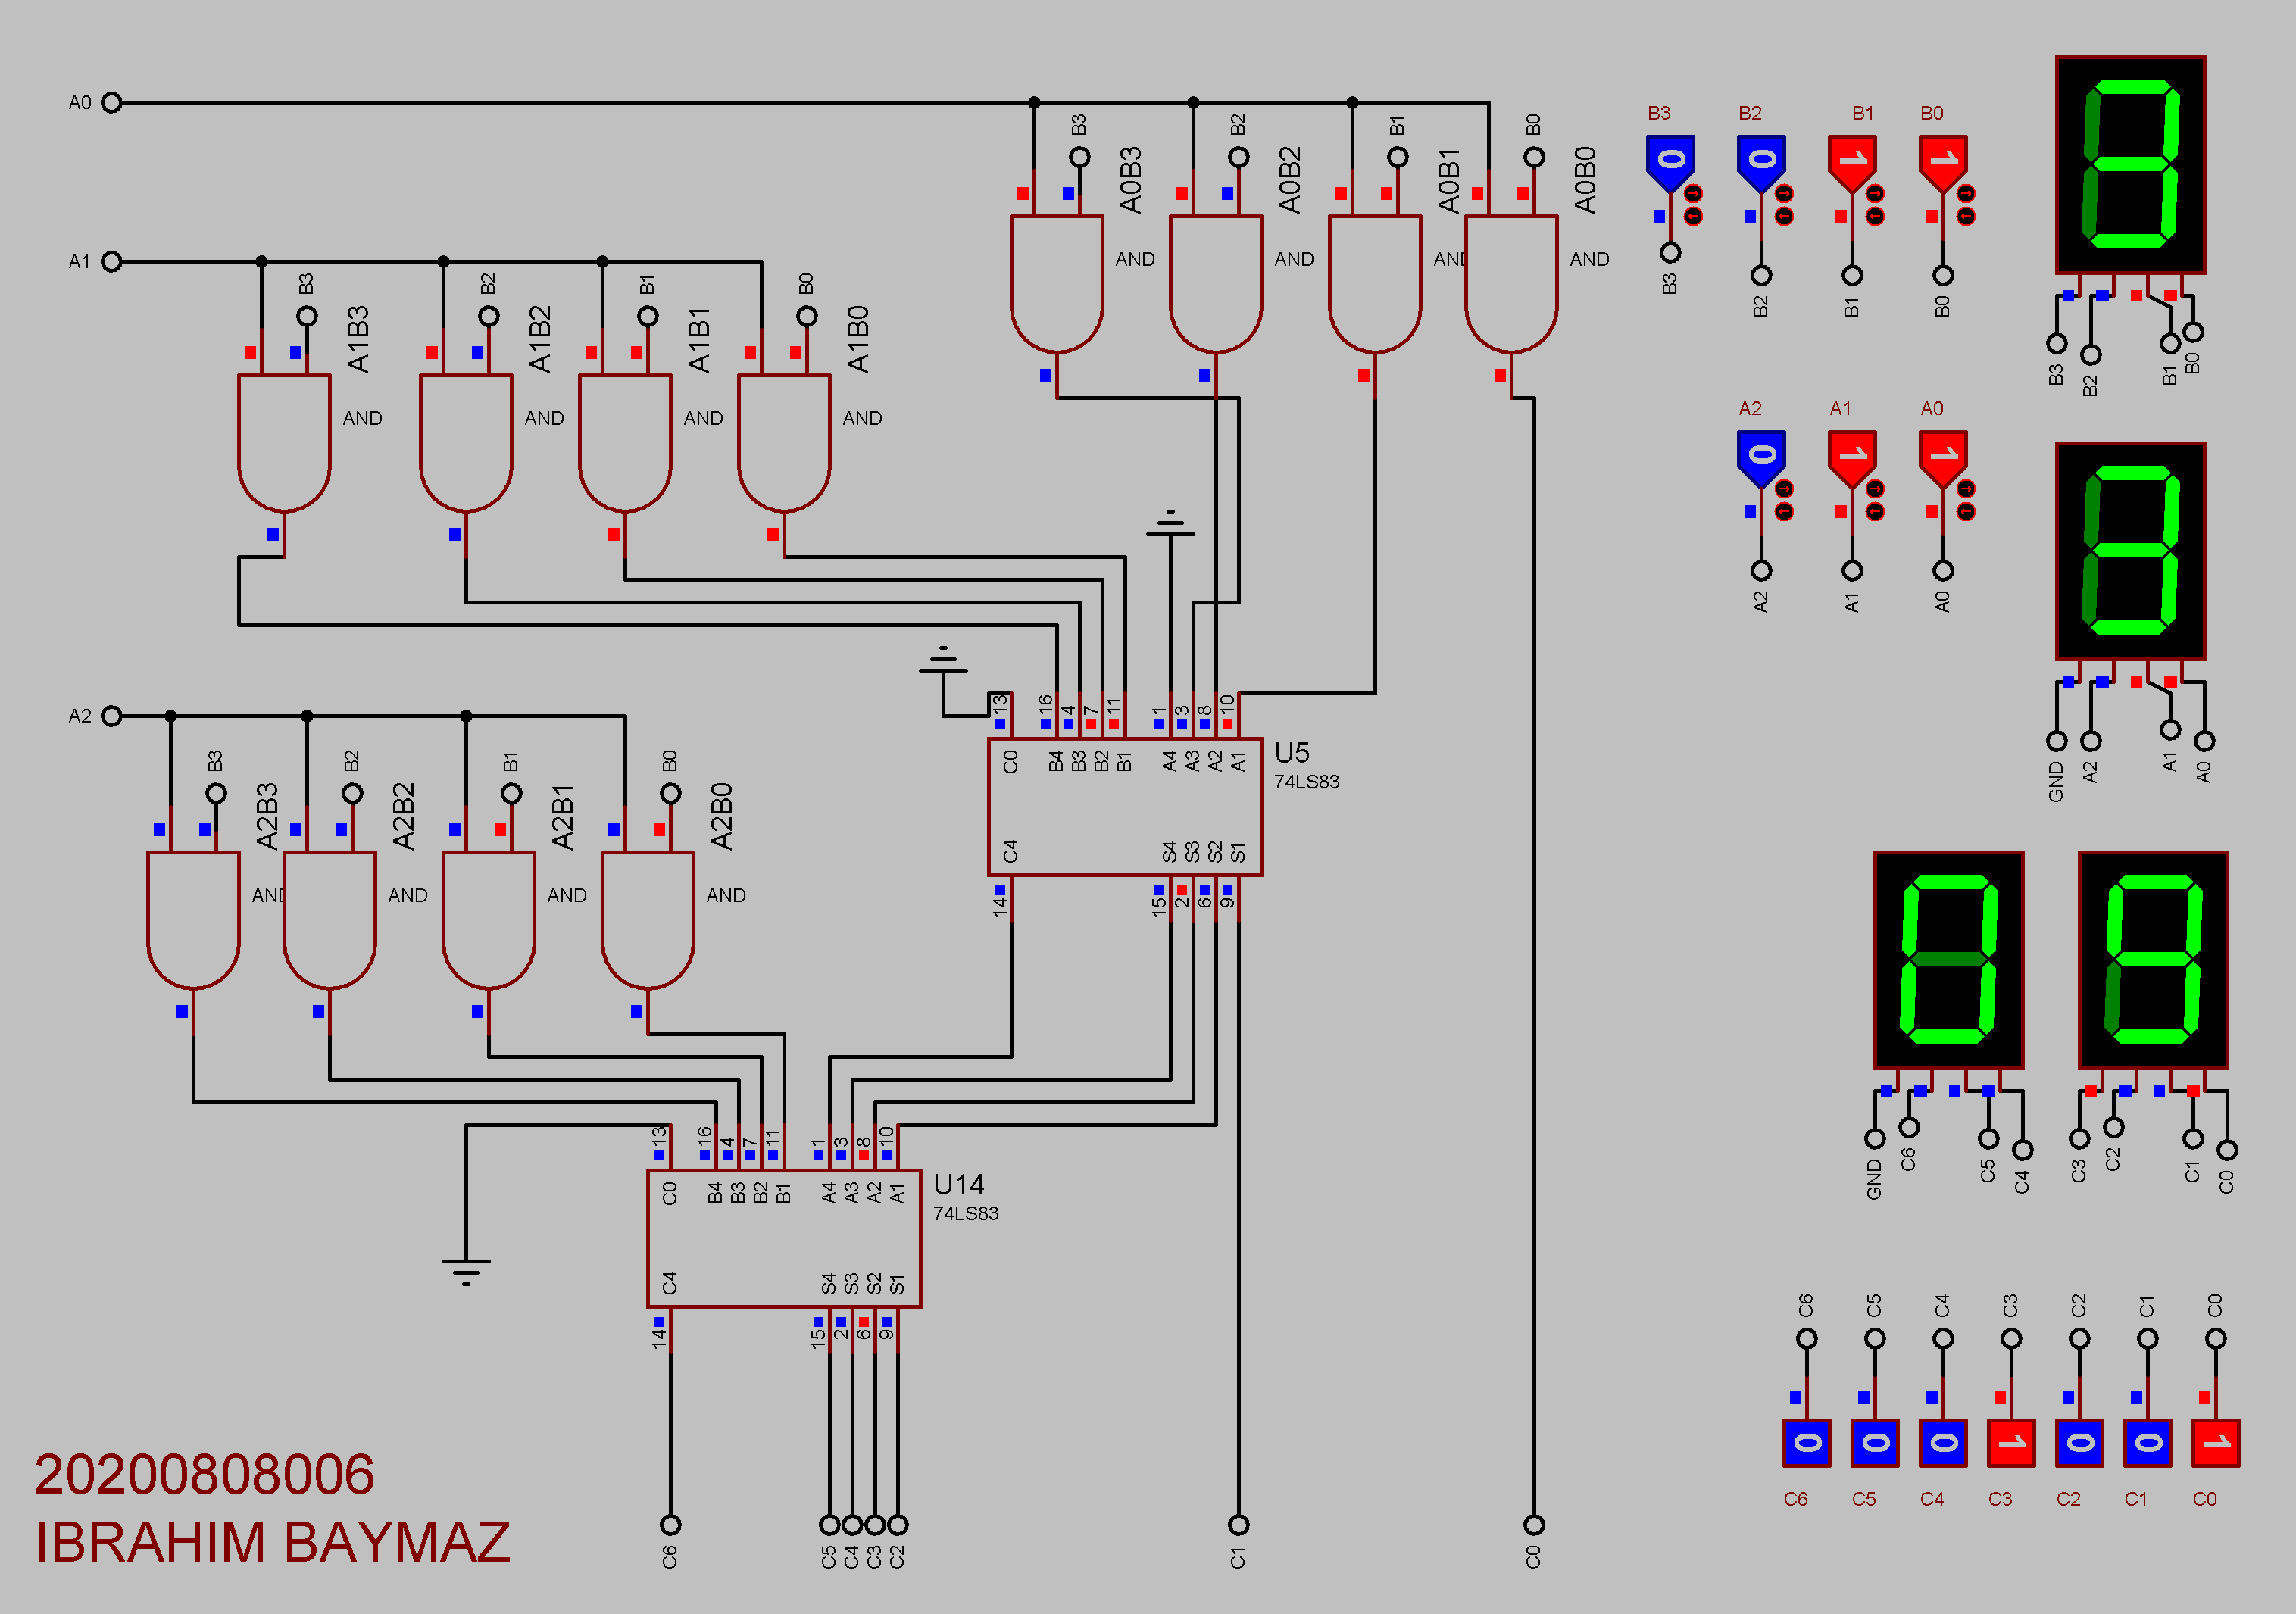 A0
B3
B2
B1
B0
A0B3
A0B2
A0B1
A0B0
AND
AND
AND
AND
A1
B3
B2
B1
B0
A1B3
A1B2
A1B1
A1B0
AND
AND
AND
AND
A2
B3
B2
B1
B0
A2B3
A2B2
A2B1
A2B0
AND
AND
AND
AND
13 16 4 7 11 1 3 8 10
C0 B4 B3 B2 B1 A4 A3 A2 A1
U5
74LS83
C4 S4 S3 S2 S1
14 15 2 6 9
13 16 4 7 11 1 3 8 10
C0 B4 B3 B2 B1 A4 A3 A2 A1
U14
74LS83
C4 S4 S3 S2 S1
14 15 2 6 9
C6 C5 C4 C3 C2 C1 C0
20200808006
IBRAHIM BAYMAZ
B3 B2 B1 B0
0 0 1 1
B3 B2 B1 B0
A2 A1 A0
0 1 1
A2 A1 A0
3
B3 B2 B1 B0
3
GND A2 A1 A0
0 9
GND C6 C5 C4 C3 C2 C1 C0
C6 C5 C4 C3 C2 C1 C0
0 0 0 1 0 0 1
C6 C5 C4 C3 C2 C1 C0